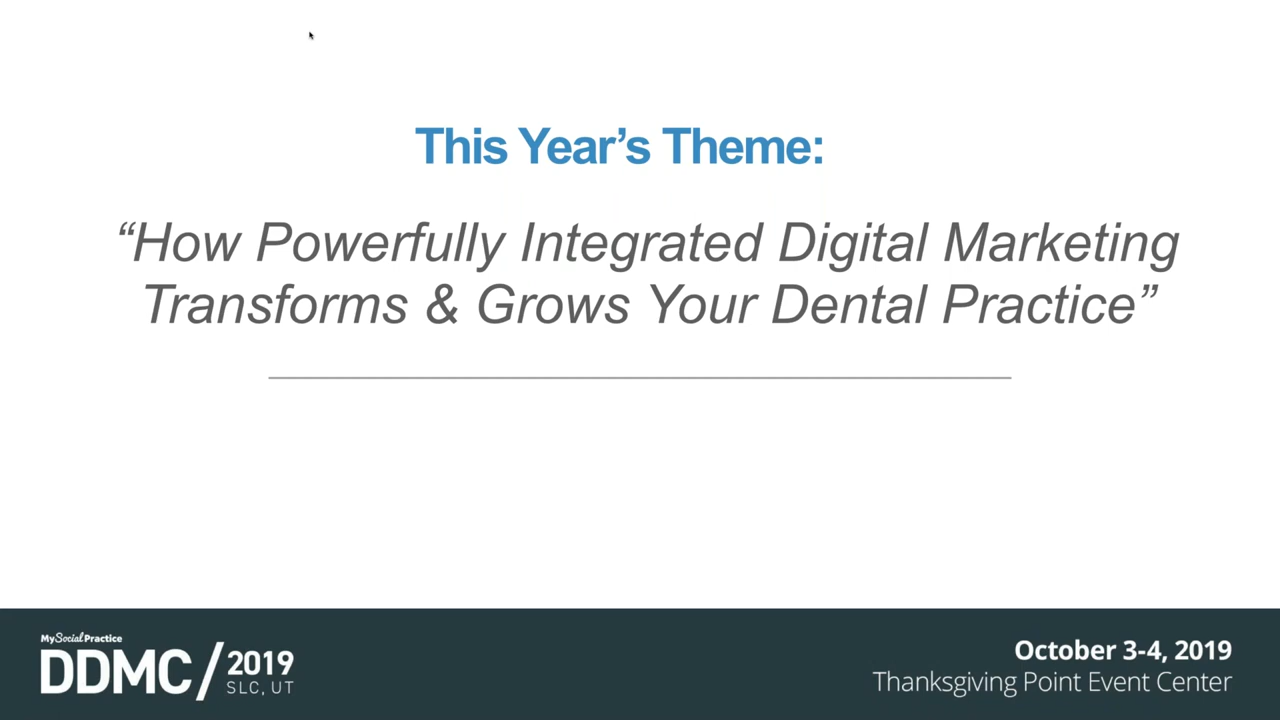 This Year’s Theme:
“How Powerfully Integrated Digital Marketing
Transforms & Grows Your Dental Practice”
MySocialPractice
DDMC/2019
SLC, UT
October 3-4, 2019
Thanksgiving Point Event Center